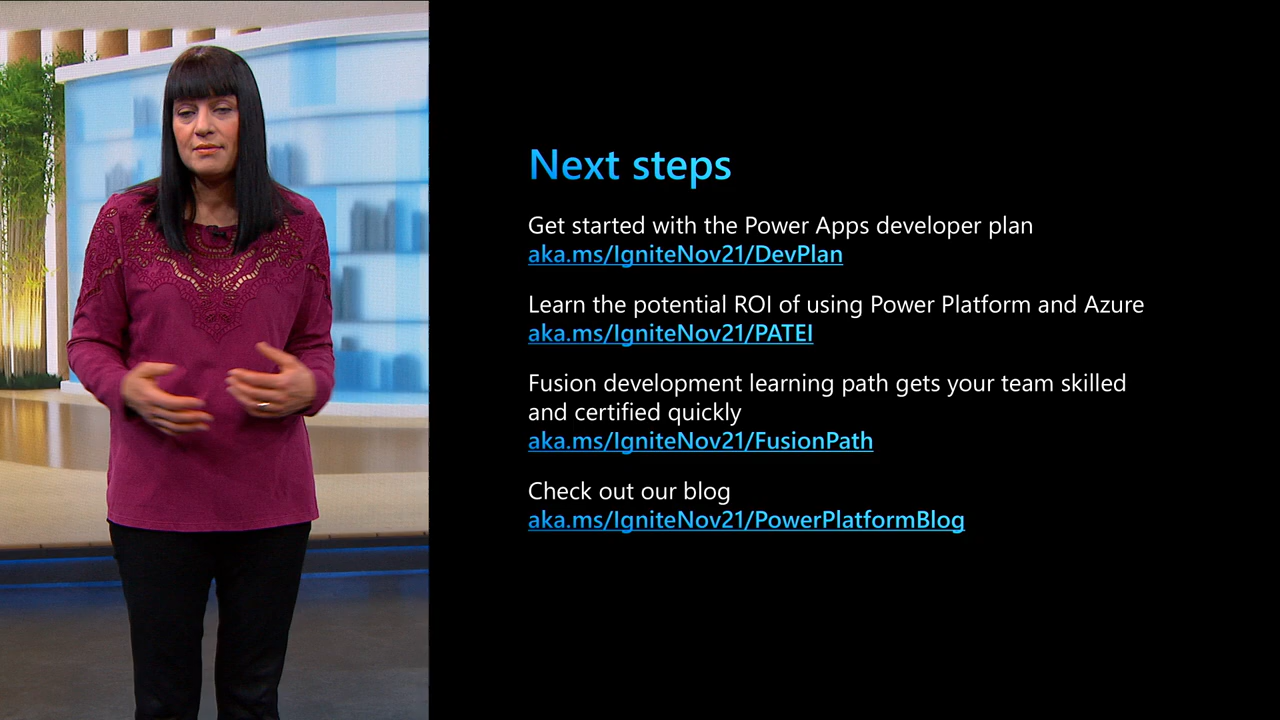 Next steps
Get started with the Power Apps developer plan
aka.ms/IgniteNov21/DevPlan
Learn the potential ROI of using Power Platform and Azure
aka.ms/IgniteNov21/PATEI
Fusion development learning path gets your team skilled
and certified quickly
aka.ms/IgniteNov21/FusionPath
Check out our blog
aka.ms/IgniteNov21/PowerPlatformBlog